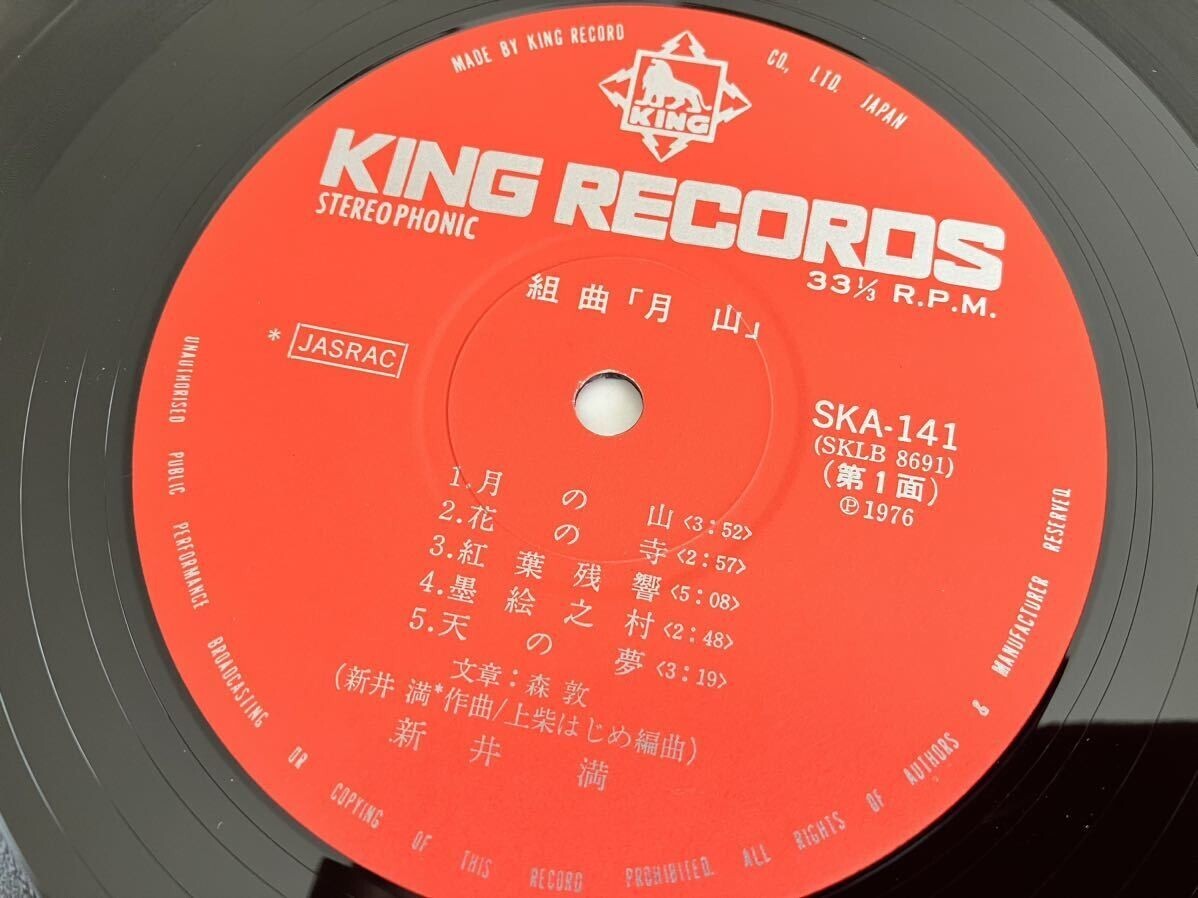 MADE BY KING RECORD CO., LTD. JAPAN
KING
KING RECORDS
STEREOPHONIC
33⅓ R.P.M.
組曲「月 山」
* JASRAC
SKA-141
(SKLB 8691)
(第1面)
℗1976
1.月の山<3:52>
2.花の寺<2:57>
3.紅葉残響<5:08>
4.墨絵之村<2:48>
5.天の夢<3:19>
文章:森敦
(新井 満*作曲/上柴はじめ編曲)
新井 満
UNAUTHORISED PUBLIC PERFORMANCE BROADCASTING OR COPYING OF THIS RECORD PROHIBITED. ALL RIGHTS OF AUTHORS & MANUFACTURER RESERVED.